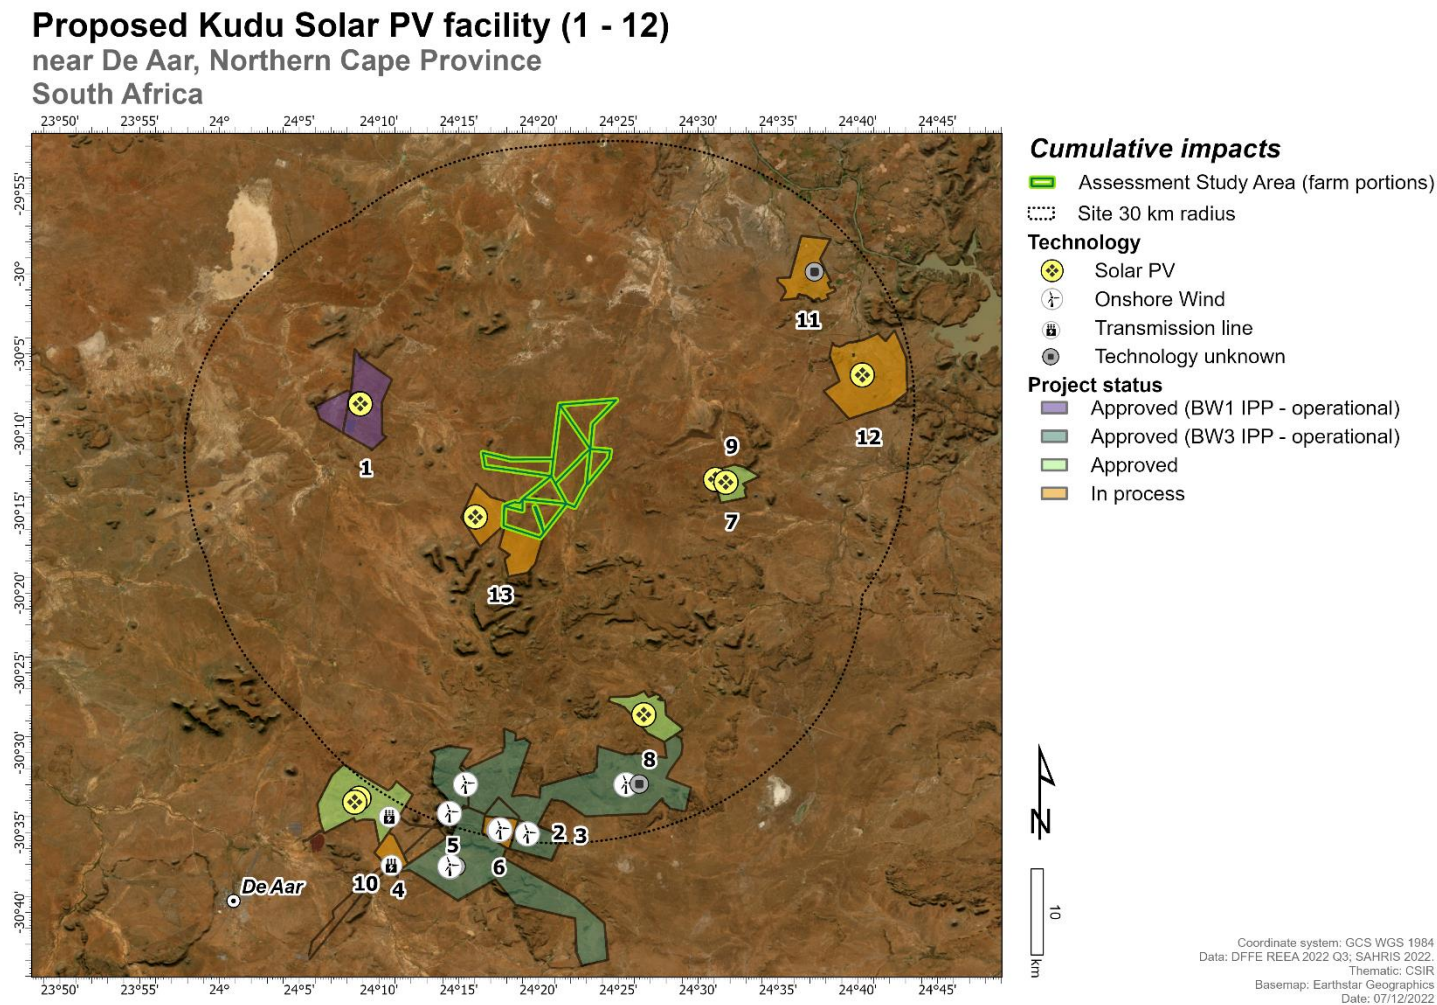 Proposed Kudu Solar PV facility (1 - 12)
near De Aar, Northern Cape Province
South Africa
23°50' 23°55' 24° 24°5' 24°10' 24°15' 24°20' 24°25' 24°30' 24°35' 24°40' 24°45'
-29°55'
-30°
-30°5'
-30°10'
-30°15'
-30°20'
-30°25'
-30°30'
-30°35'
-30°40'
11
12
1
9
7
13
8
5
2
3
6
10
4
De Aar
23°50' 23°55' 24° 24°5' 24°10' 24°15' 24°20' 24°25' 24°30' 24°35' 24°40' 24°45'
Cumulative impacts
Assessment Study Area (farm portions)
Site 30 km radius
Technology
Solar PV
Onshore Wind
Transmission line
Technology unknown
Project status
Approved (BW1 IPP - operational)
Approved (BW3 IPP - operational)
Approved
In process
N
10
km
Coordinate system: GCS WGS 1984
Data: DFFE REEA 2022 Q3; SAHRIS 2022.
Thematic: CSIR
Basemap: Earthstar Geographics
Date: 07/12/2022